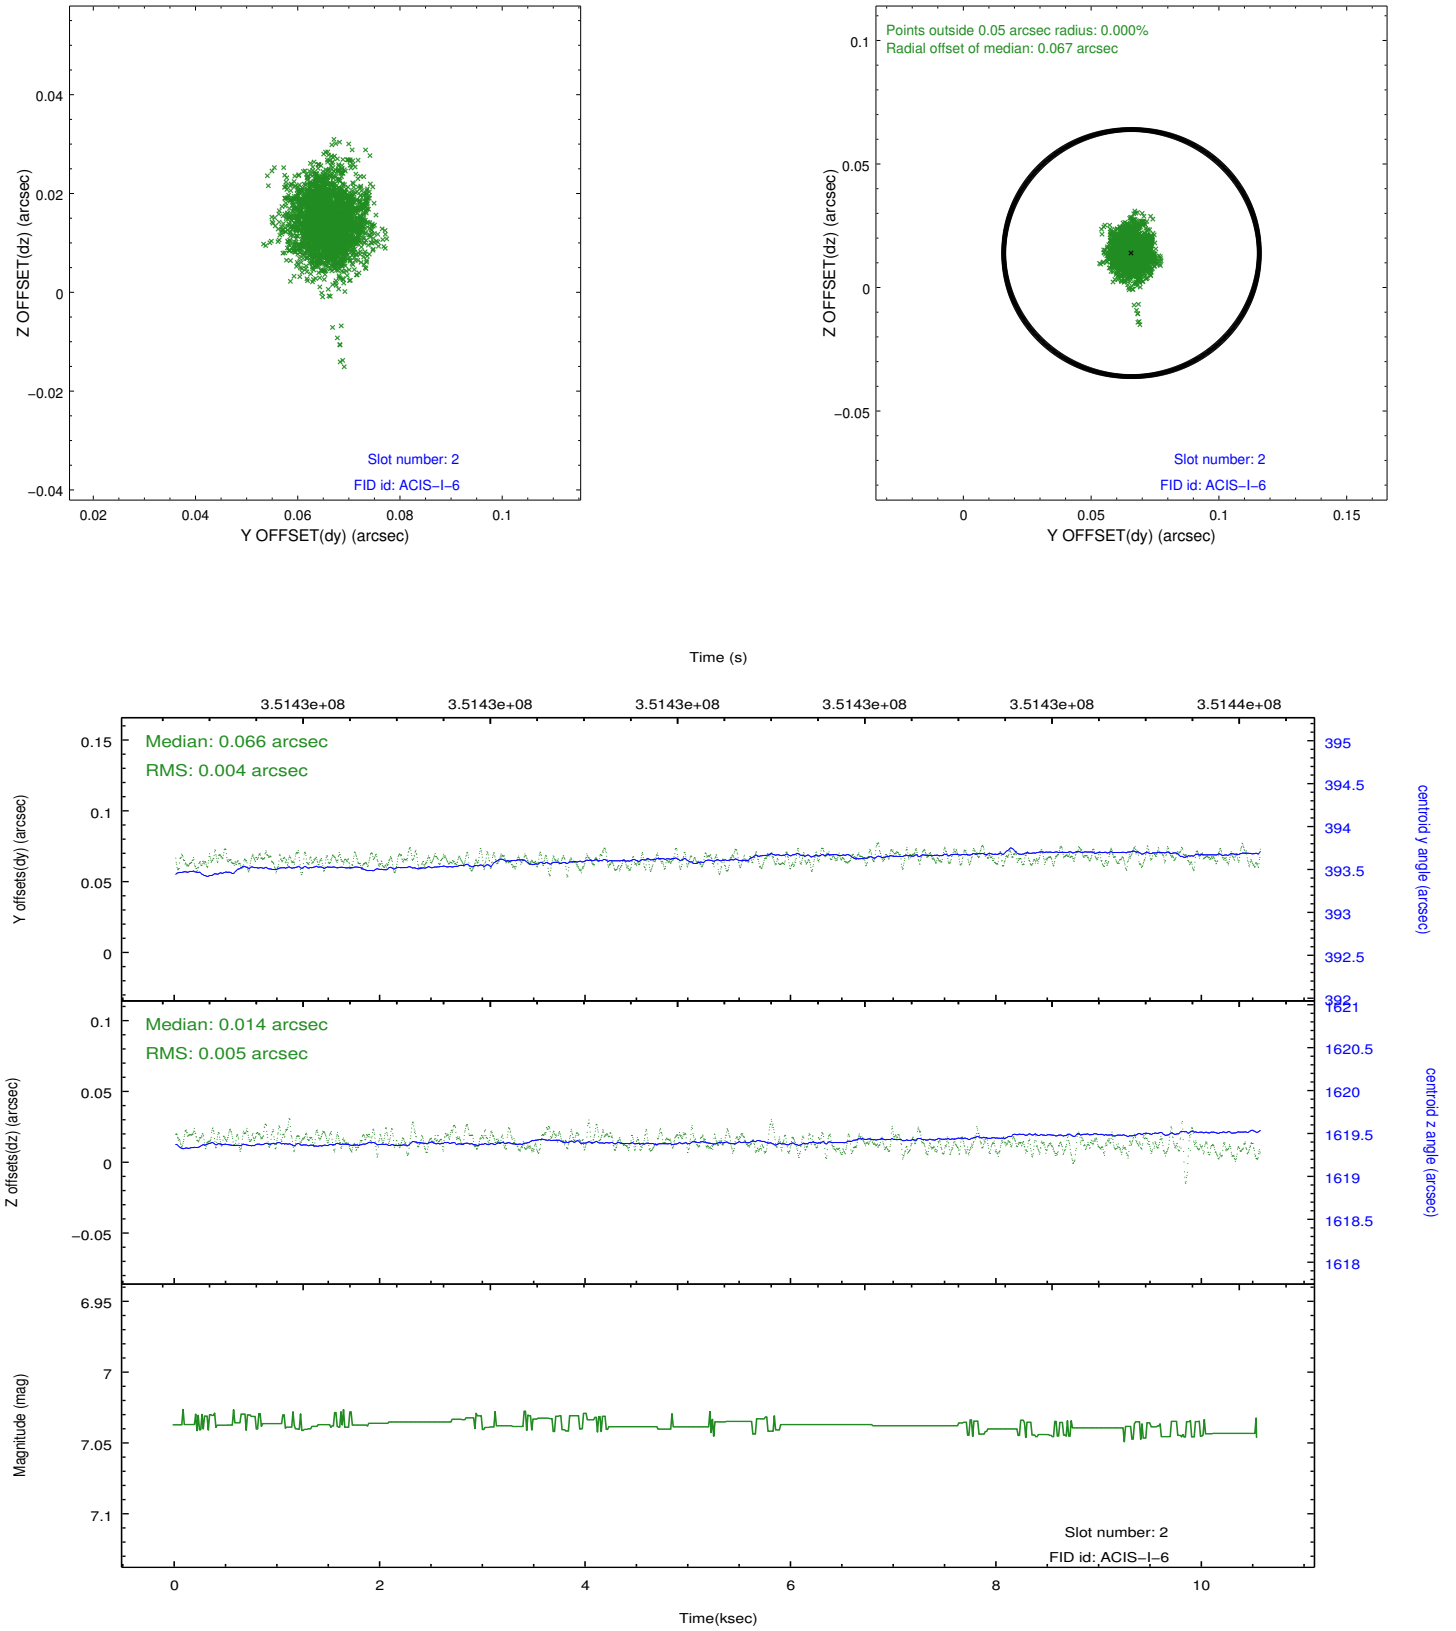 0.04
0.02
0
−0.02
−0.04
Z OFFSET(dz) (arcsec)
Slot number: 2
FID id: ACIS−I−6
0.02 0.04 0.06 0.08 0.1
Y OFFSET(dy) (arcsec)
Points outside 0.05 arcsec radius: 0.000%
Radial offset of median: 0.067 arcsec
0.1
0.05
0
−0.05
Z OFFSET(dz) (arcsec)
Slot number: 2
FID id: ACIS−I−6
0 0.05 0.1 0.15
Y OFFSET(dy) (arcsec)
Time (s)
3.5143e+08 3.5143e+08 3.5143e+08 3.5143e+08 3.5143e+08 3.5144e+08
Median: 0.066 arcsec
RMS: 0.004 arcsec
0.15
0.1
0.05
0
Y offsets(dy) (arcsec)
395
394.5
394
393.5
393
392.5
392
centroid y angle (arcsec)
Median: 0.014 arcsec
RMS: 0.005 arcsec
0.1
0.05
0
−0.05
Z offsets(dz) (arcsec)
1621
1620.5
1620
1619.5
1619
1618.5
1618
centroid z angle (arcsec)
6.95
7
7.05
7.1
Magnitude (mag)
Slot number: 2
FID id: ACIS−I−6
0 2 4 6 8 10
Time(ksec)